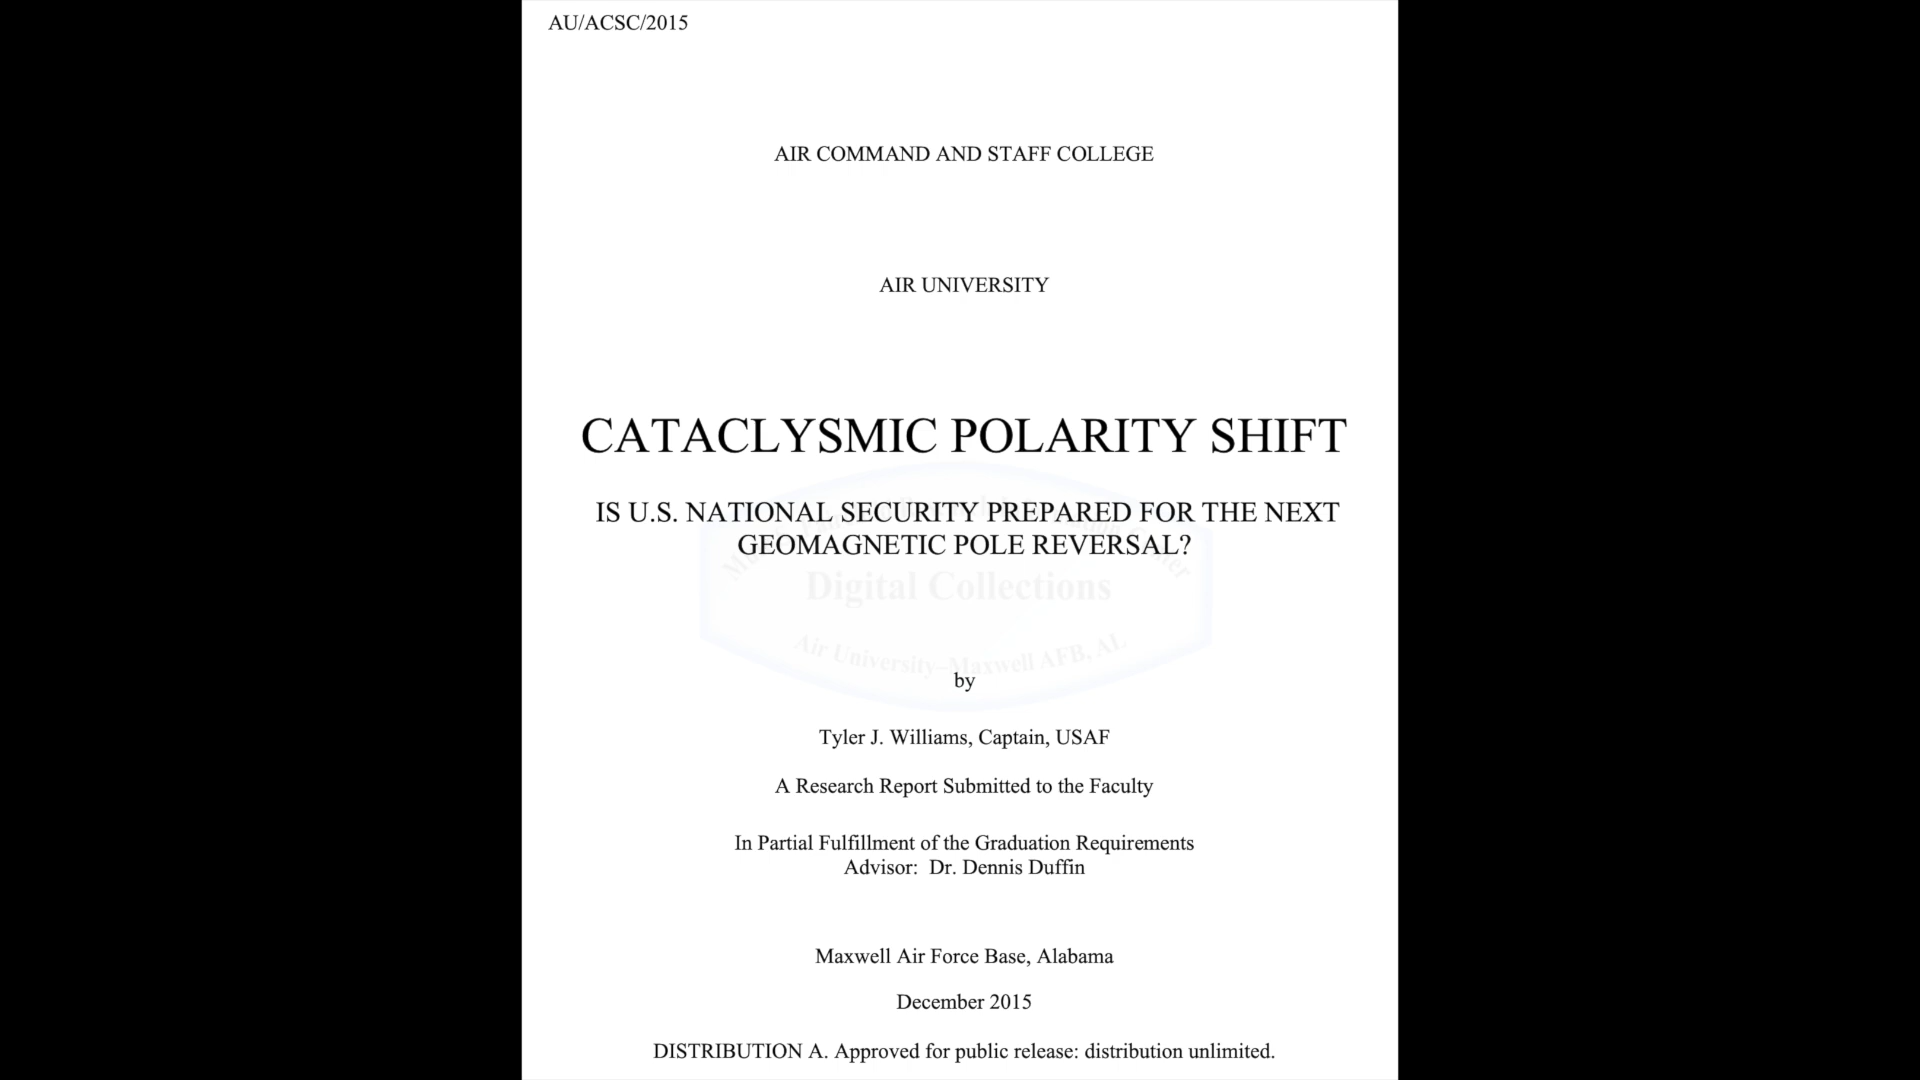 AU/ACSC/2015
AIR COMMAND AND STAFF COLLEGE
AIR UNIVERSITY
CATACLYSMIC POLARITY SHIFT
IS U.S. NATIONAL SECURITY PREPARED FOR THE NEXT
GEOMAGNETIC POLE REVERSAL?
Digital Collections
Air University–Maxwell AFB, AL
by
Tyler J. Williams, Captain, USAF
A Research Report Submitted to the Faculty
In Partial Fulfillment of the Graduation Requirements
Advisor: Dr. Dennis Duffin
Maxwell Air Force Base, Alabama
December 2015
DISTRIBUTION A. Approved for public release: distribution unlimited.